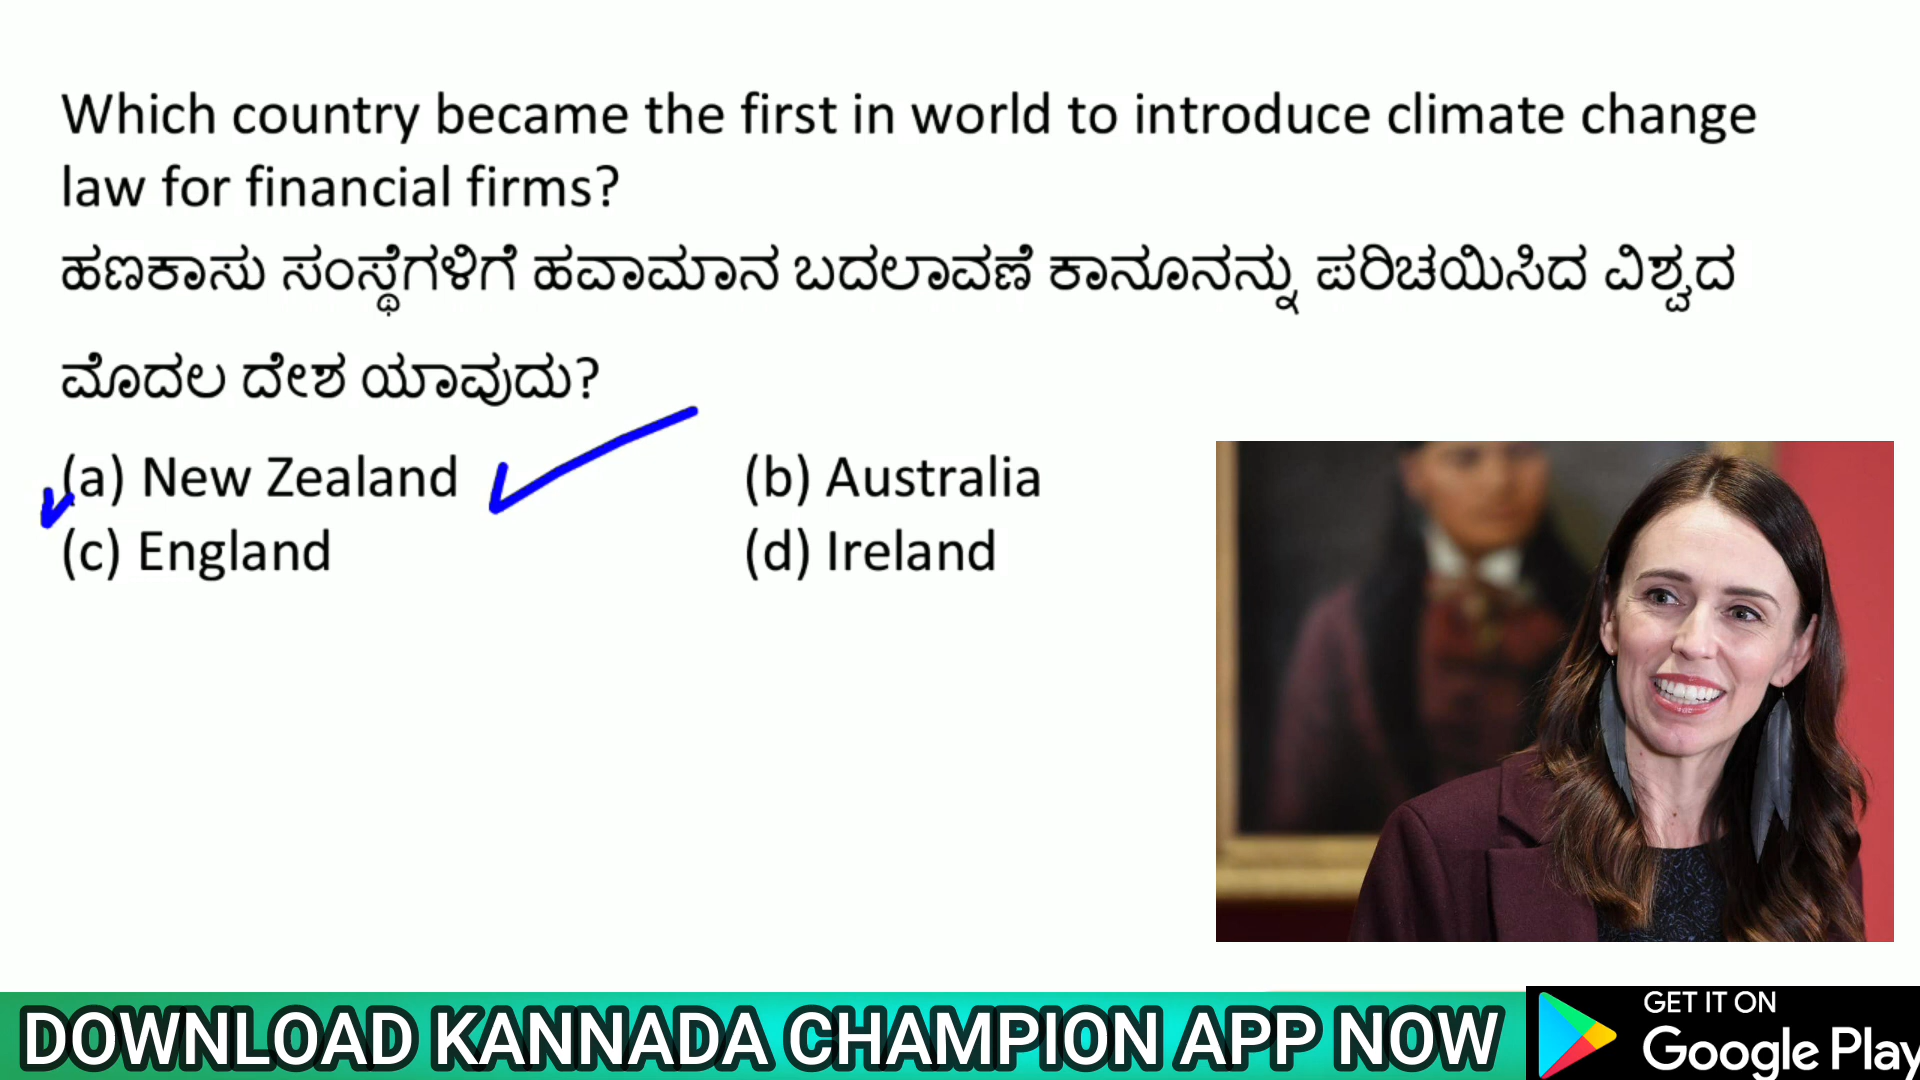 Which country became the first in world to introduce climate change
law for financial firms?
ಹಣಕಾಸು ಸಂಸ್ಥೆಗಳಿಗೆ ಹವಾಮಾನ ಬದಲಾವಣೆ ಕಾನೂನನ್ನು ಪರಿಚಯಿಸಿದ ವಿಶ್ವದ
ಮೊದಲ ದೇಶ ಯಾವುದು?
(a) New Zealand (b) Australia
(c) England (d) Ireland
DOWNLOAD KANNADA CHAMPION APP NOW
GET IT ON
Google Play